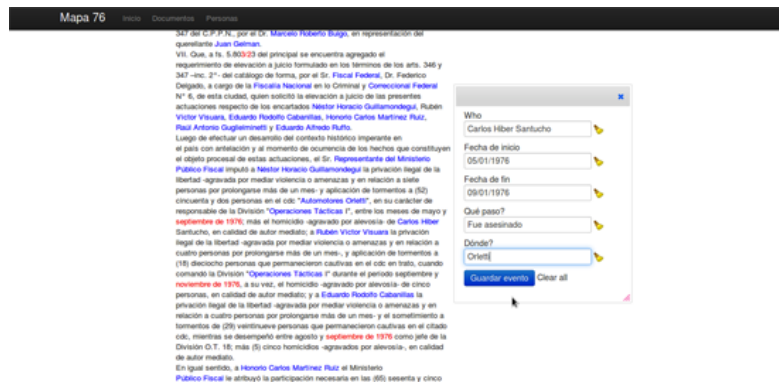 Mapa 76 Inicio Documentos Personas
347 del C.P.P.N., por el Dr. Marcelo Roberto Buigo, en representación del
querellante Juan Gelman.
VII. Que, a fs. 5.803/23 del principal se encuentra agregado el
requerimiento de elevación a juicio formulado en los términos de los arts. 346 y
347 –inc. 2°- del catálogo de forma, por el Sr. Fiscal Federal, Dr. Federico
Delgado, a cargo de la Fiscalía Nacional en lo Criminal y Correccional Federal
N° 6, de esta ciudad, quien solicitó la elevación a juicio de las presentes
actuaciones respecto de los encartados Néstor Horacio Guillamondegui, Rubén
Victor Visuara, Eduardo Rodolfo Cabanillas, Honorio Carlos Martínez Ruiz,
Raúl Antonio Guglielminetti y Eduardo Alfredo Ruffo.
Luego de efectuar un desarrollo del contexto histórico imperante en
el país con antelación y al momento de ocurrencia de los hechos que constituyen
el objeto procesal de estas actuaciones, el Sr. Representante del Ministerio
Público Fiscal imputó a Néstor Horacio Guillamondegui la privación ilegal de la
libertad -agravada por mediar violencia o amenazas y en relación a siete
personas por prolongarse más de un mes- y aplicación de tormentos a (52)
cincuenta y dos personas en el cdc "Automotores Orletti", en su carácter de
responsable de la División "Operaciones Tácticas I", entre los meses de mayo y
septiembre de 1976; más el homicidio -agravado por alevosía- de Carlos Hiber
Santucho, en calidad de autor mediato; a Rubén Victor Visuara la privación
ilegal de la libertad -agravada por mediar violencia o amenazas y en relación a
cuatro personas por prolongarse más de un mes-, y aplicación de tormentos a
(18) dieciocho personas que permanecieron cautivas en el cdc en trato, cuando
comandó la División "Operaciones Tácticas I" durante el período septiembre y
noviembre de 1976, a su vez, el homicidio -agravado por alevosía- de cinco
personas, en calidad de autor mediato; y a Eduardo Rodolfo Cabanillas la
privación ilegal de la libertad -agravada por mediar violencia o amenazas y en
relación a cuatro personas por prolongarse más de un mes- y el sometimiento a
tormentos de (29) veintinueve personas que permanecieron cautivas en el citado
cdc, mientras se desempeñó entre agosto y septiembre de 1976 como jefe de la
División O.T. 18; más (5) cinco homicidios -agravados por alevosía-, en calidad
de autor mediato.
En igual sentido, a Honorio Carlos Martínez Ruiz el Ministerio
Público Fiscal le atribuyó la participación necesaria en las (65) sesenta y cinco
Who
Carlos Hiber Santucho
Fecha de inicio
05/01/1976
Fecha de fin
09/01/1976
Qué paso?
Fue asesinado
Dónde?
Orletti
Guardar evento Clear all